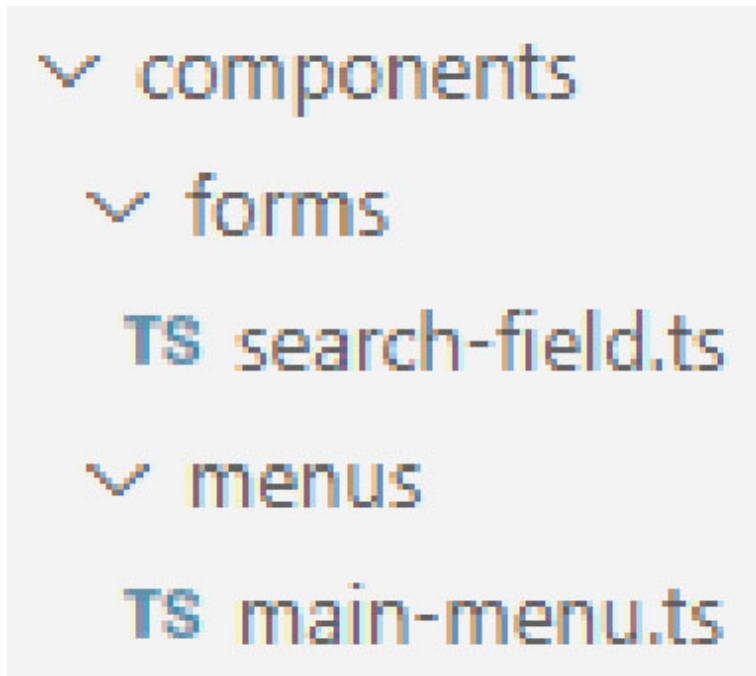 components
forms
TS search-field.ts
menus
TS main-menu.ts